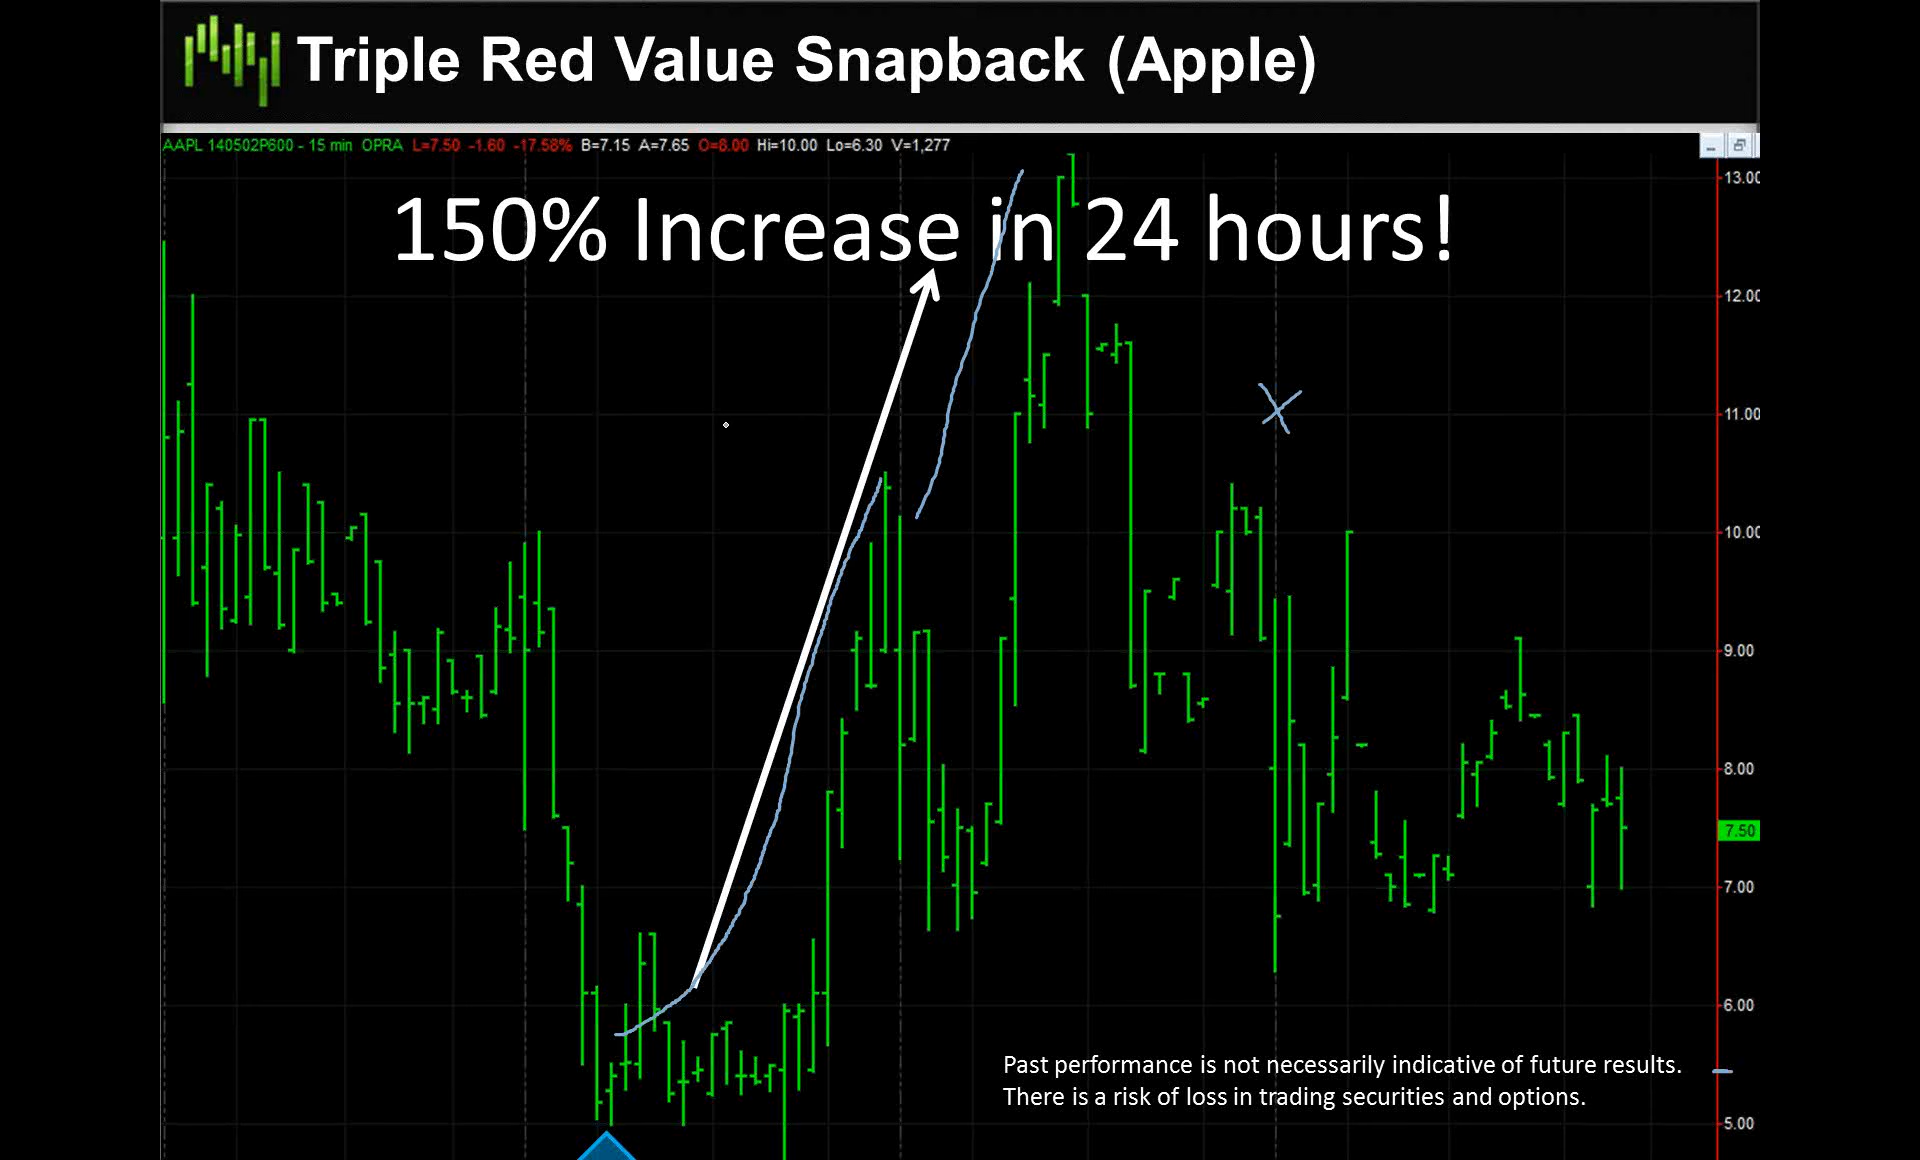 Triple Red Value Snapback (Apple)
AAPL 140502P600 - 15 min OPRA L=7.50 -1.60 -17.58% B=7.15 A=7.65 O=8.00 Hi=10.00 Lo=6.30 V=1,277
13.00
150% Increase in 24 hours!
12.00
11.00
10.00
9.00
8.00
7.50
7.00
6.00
Past performance is not necessarily indicative of future results.
There is a risk of loss in trading securities and options.
5.00